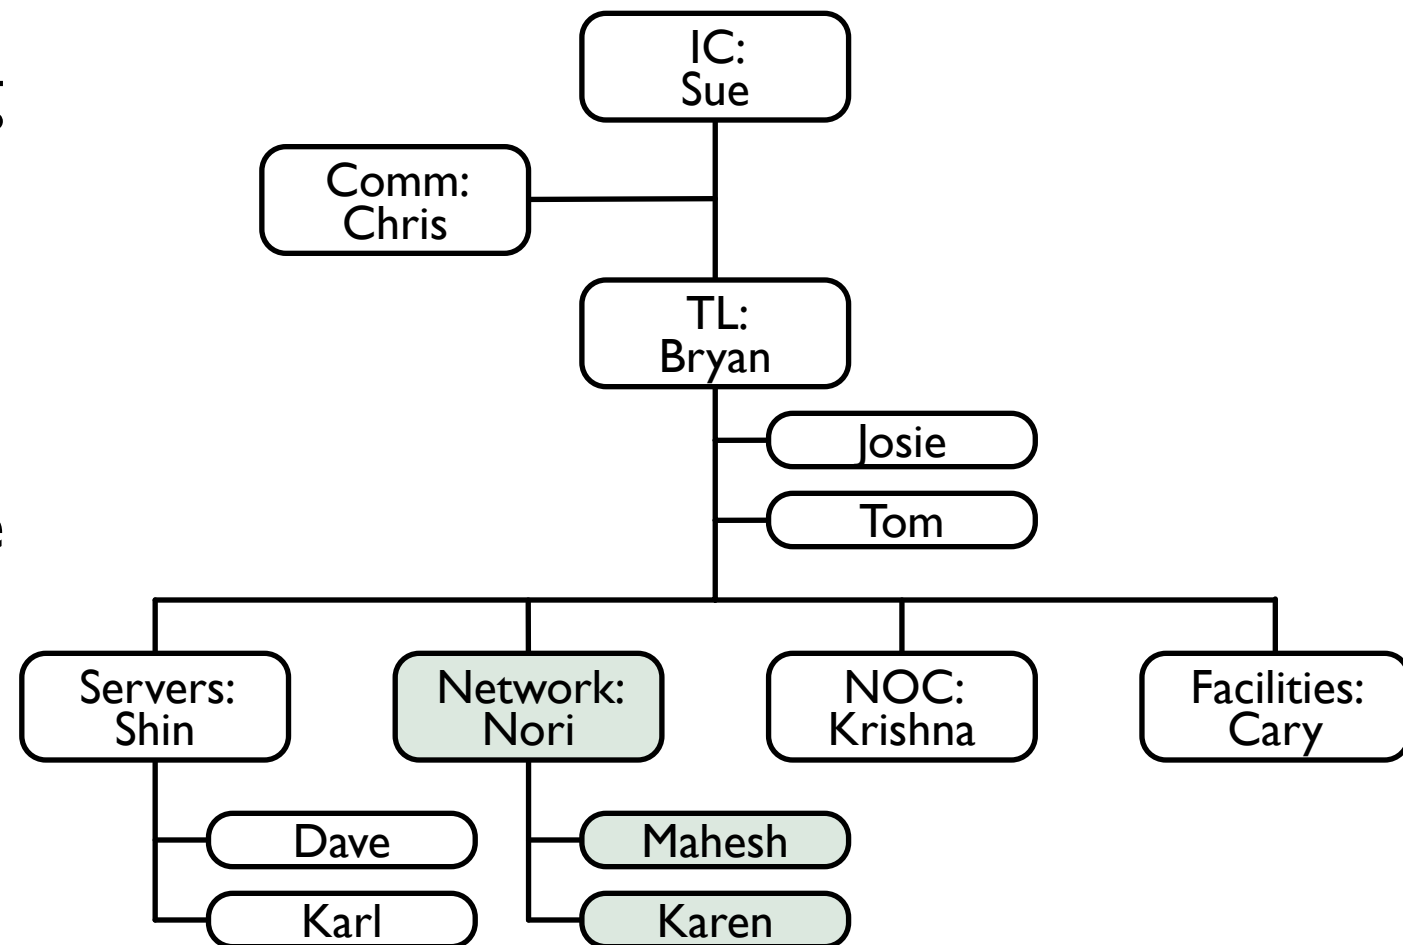 IC:
Sue
Comm:
Chris
TL:
Bryan
Josie
Tom
Servers:
Shin
Network:
Nori
NOC:
Krishna
Facilities:
Cary
Dave
Mahesh
Karl
Karen